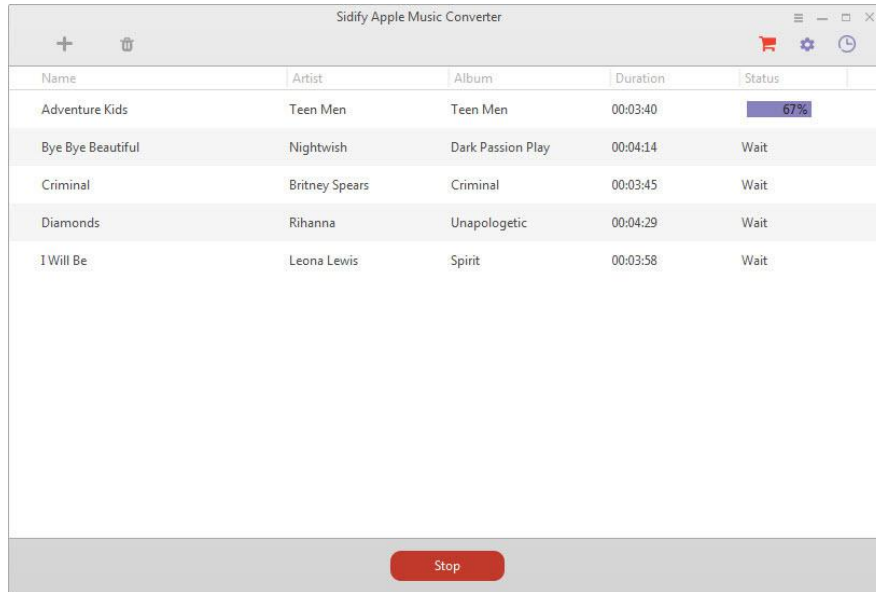 Sidify Apple Music Converter
Name Artist Album Duration Status
Adventure Kids Teen Men Teen Men 00:03:40 67%
Bye Bye Beautiful Nightwish Dark Passion Play 00:04:14 Wait
Criminal Britney Spears Criminal 00:03:45 Wait
Diamonds Rihanna Unapologetic 00:04:29 Wait
I Will Be Leona Lewis Spirit 00:03:58 Wait
Stop